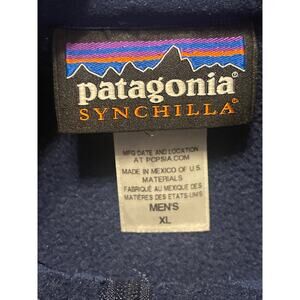 patagonia®
SYNCHILLA®
MFG DATE AND LOCATION
AT PCPSIA.COM
MADE IN MEXICO OF U.S.
MATERIALS
FABRIQUÉ AU MEXIQUE DES
MATIÈRES DES ÉTATS-UNIS
MEN'S
XL